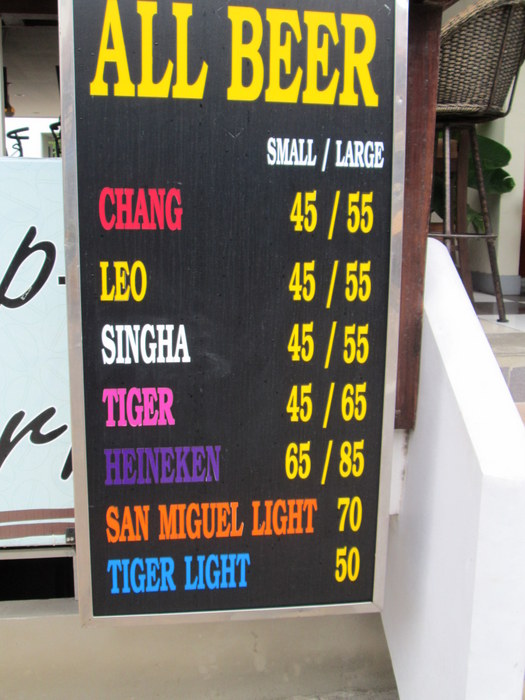 ALL BEER
SMALL / LARGE
CHANG 45 / 55
LEO 45 / 55
SINGHA 45 / 55
TIGER 45 / 65
HEINEKEN 65 / 85
SAN MIGUEL LIGHT 70
TIGER LIGHT 50